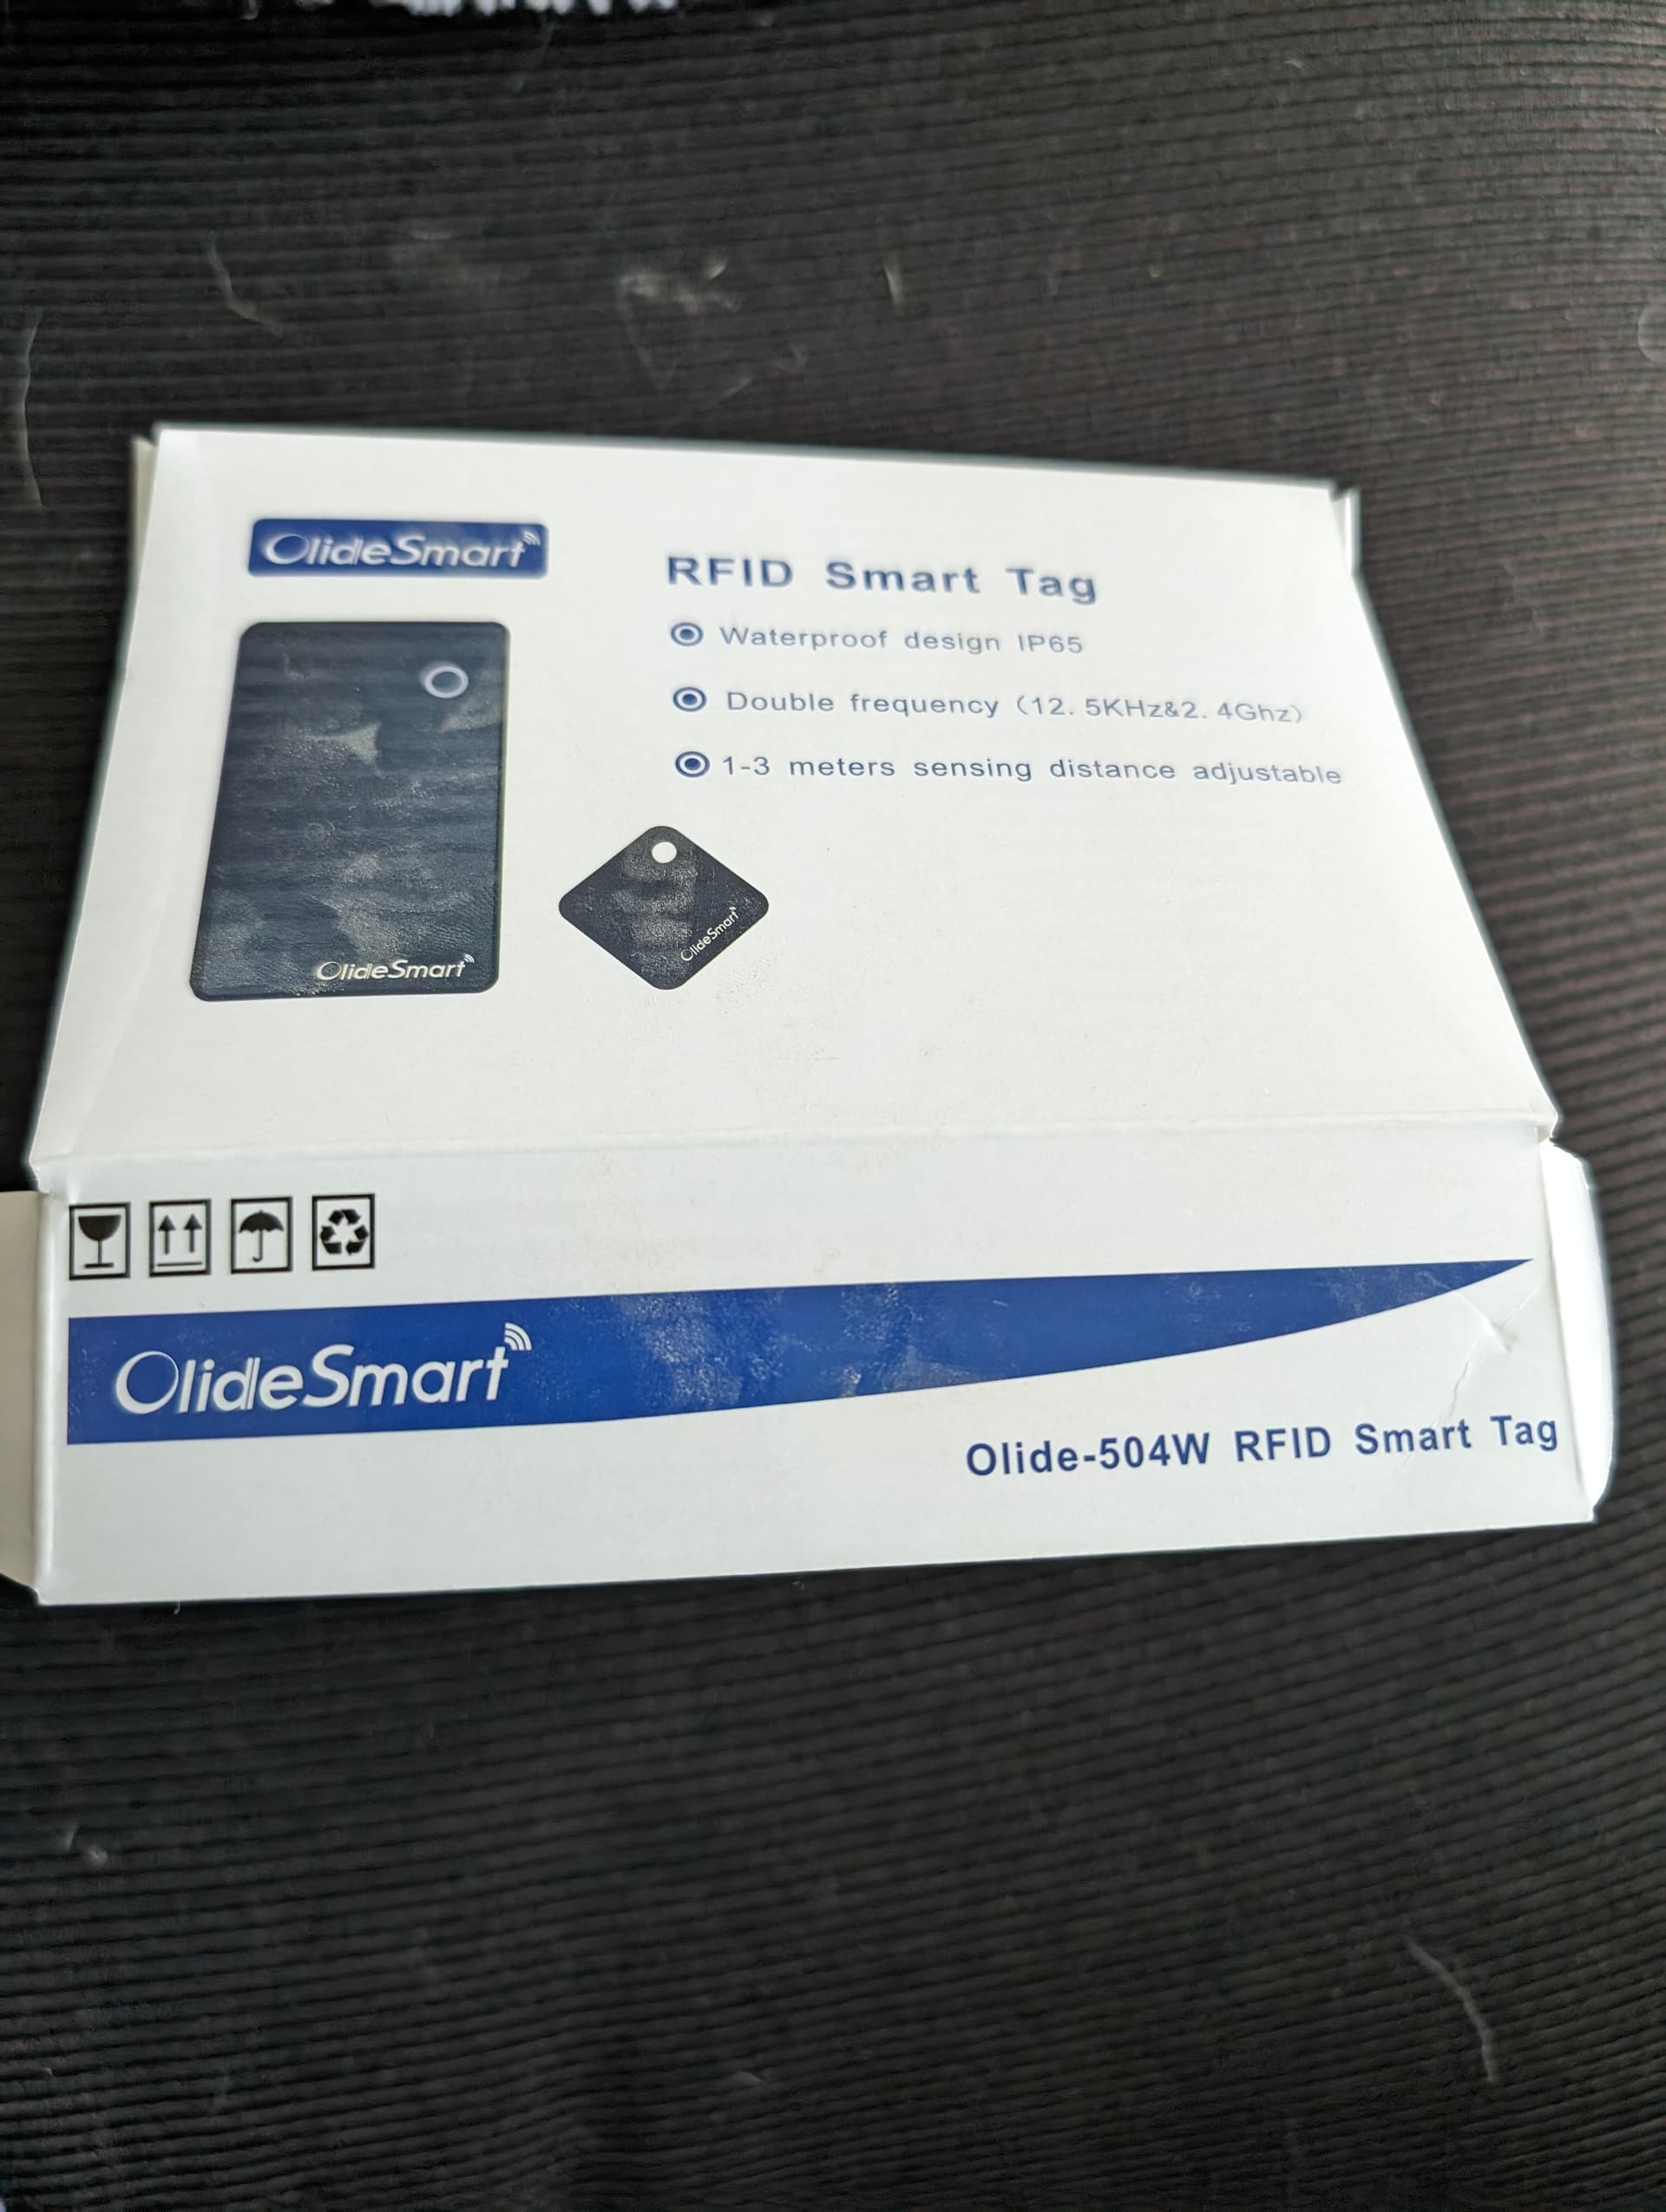 OlideSmart
RFID Smart Tag
Waterproof design IP65
Double frequency (12. 5KHz&2. 4Ghz)
1-3 meters sensing distance adjustable
OlideSmart
OlideSmart
OlideSmart
Olide-504W RFID Smart Tag